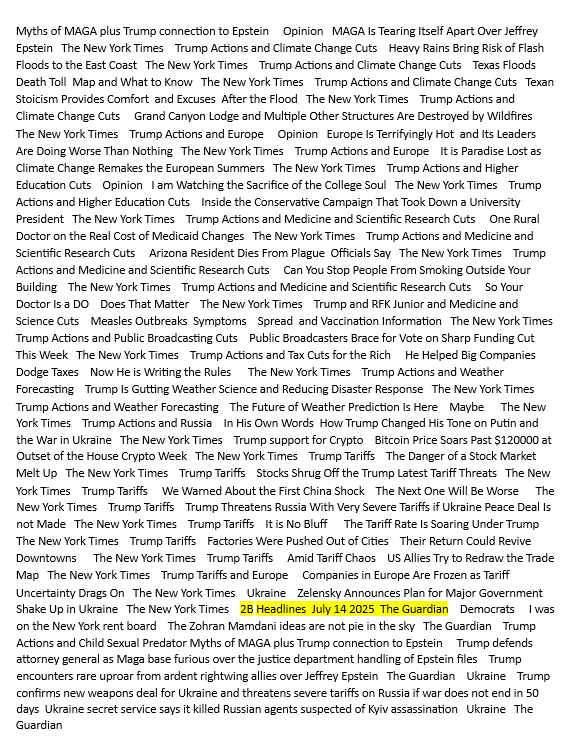 Myths of MAGA plus Trump connection to Epstein Opinion MAGA Is Tearing Itself Apart Over Jeffrey
Epstein The New York Times Trump Actions and Climate Change Cuts Heavy Rains Bring Risk of Flash
Floods to the East Coast The New York Times Trump Actions and Climate Change Cuts Texas Floods
Death Toll Map and What to Know The New York Times Trump Actions and Climate Change Cuts Texan
Stoicism Provides Comfort and Excuses After the Flood The New York Times Trump Actions and
Climate Change Cuts Grand Canyon Lodge and Multiple Other Structures Are Destroyed by Wildfires
The New York Times Trump Actions and Europe Opinion Europe Is Terrifyingly Hot and Its Leaders
Are Doing Worse Than Nothing The New York Times Trump Actions and Europe It is Paradise Lost as
Climate Change Remakes the European Summers The New York Times Trump Actions and Higher
Education Cuts Opinion I am Watching the Sacrifice of the College Soul The New York Times Trump
Actions and Higher Education Cuts Inside the Conservative Campaign That Took Down a University
President The New York Times Trump Actions and Medicine and Scientific Research Cuts One Rural
Doctor on the Real Cost of Medicaid Changes The New York Times Trump Actions and Medicine and
Scientific Research Cuts Arizona Resident Dies From Plague Officials Say The New York Times Trump
Actions and Medicine and Scientific Research Cuts Can You Stop People From Smoking Outside Your
Building The New York Times Trump Actions and Medicine and Scientific Research Cuts So Your
Doctor Is a DO Does That Matter The New York Times Trump and RFK Junior and Medicine and
Science Cuts Measles Outbreaks Symptoms Spread and Vaccination Information The New York Times
Trump Actions and Public Broadcasting Cuts Public Broadcasters Brace for Vote on Sharp Funding Cut
This Week The New York Times Trump Actions and Tax Cuts for the Rich He Helped Big Companies
Dodge Taxes Now He is Writing the Rules The New York Times Trump Actions and Weather
Forecasting Trump Is Gutting Weather Science and Reducing Disaster Response The New York Times
Trump Actions and Weather Forecasting The Future of Weather Prediction Is Here Maybe The New
York Times Trump Actions and Russia In His Own Words How Trump Changed His Tone on Putin and
the War in Ukraine The New York Times Trump support for Crypto Bitcoin Price Soars Past $120000 at
Outset of the House Crypto Week The New York Times Trump Tariffs The Danger of a Stock Market
Melt Up The New York Times Trump Tariffs Stocks Shrug Off the Trump Latest Tariff Threats The New
York Times Trump Tariffs We Warned About the First China Shock The Next One Will Be Worse The
New York Times Trump Tariffs Trump Threatens Russia With Very Severe Tariffs if Ukraine Peace Deal Is
not Made The New York Times Trump Tariffs It is No Bluff The Tariff Rate Is Soaring Under Trump
The New York Times Trump Tariffs Factories Were Pushed Out of Cities Their Return Could Revive
Downtowns The New York Times Trump Tariffs Amid Tariff Chaos US Allies Try to Redraw the Trade
Map The New York Times Trump Tariffs and Europe Companies in Europe Are Frozen as Tariff
Uncertainty Drags On The New York Times Ukraine Zelensky Announces Plan for Major Government
Shake Up in Ukraine The New York Times 2B Headlines July 14 2025 The Guardian Democrats I was
on the New York rent board The Zohran Mamdani ideas are not pie in the sky The Guardian Trump
Actions and Child Sexual Predator Myths of MAGA plus Trump connection to Epstein Trump defends
attorney general as Maga base furious over the justice department handling of Epstein files Trump
encounters rare uproar from ardent rightwing allies over Jeffrey Epstein The Guardian Ukraine Trump
confirms new weapons deal for Ukraine and threatens severe tariffs on Russia if war does not end in 50
days Ukraine secret service says it killed Russian agents suspected of Kyiv assassination Ukraine The
Guardian